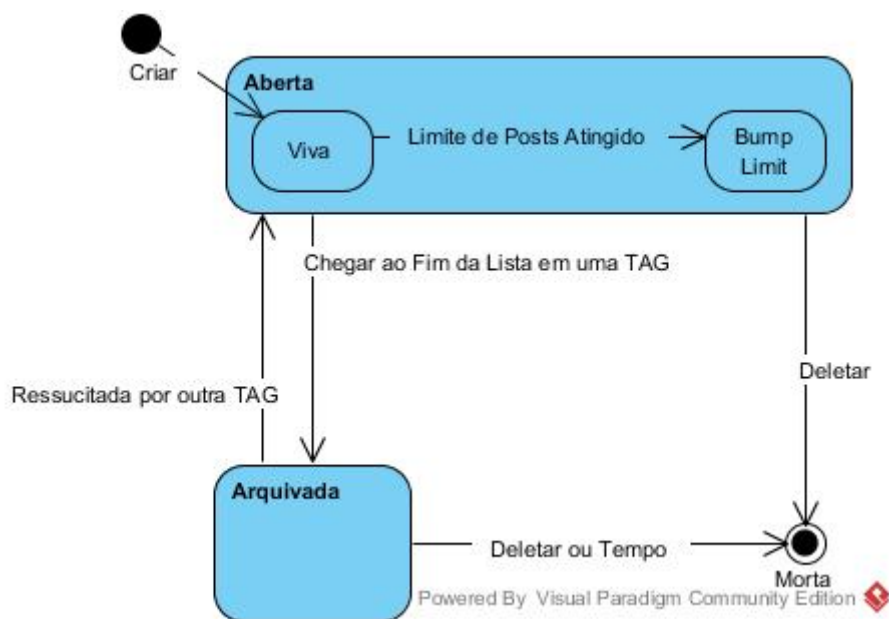 Criar
Aberta
Viva
Limite de Posts Atingido
Bump
Limit
Chegar ao Fim da Lista em uma TAG
Deletar
Ressucitada por outra TAG
Arquivada
Deletar ou Tempo
Morta
Powered By Visual Paradigm Community Edition